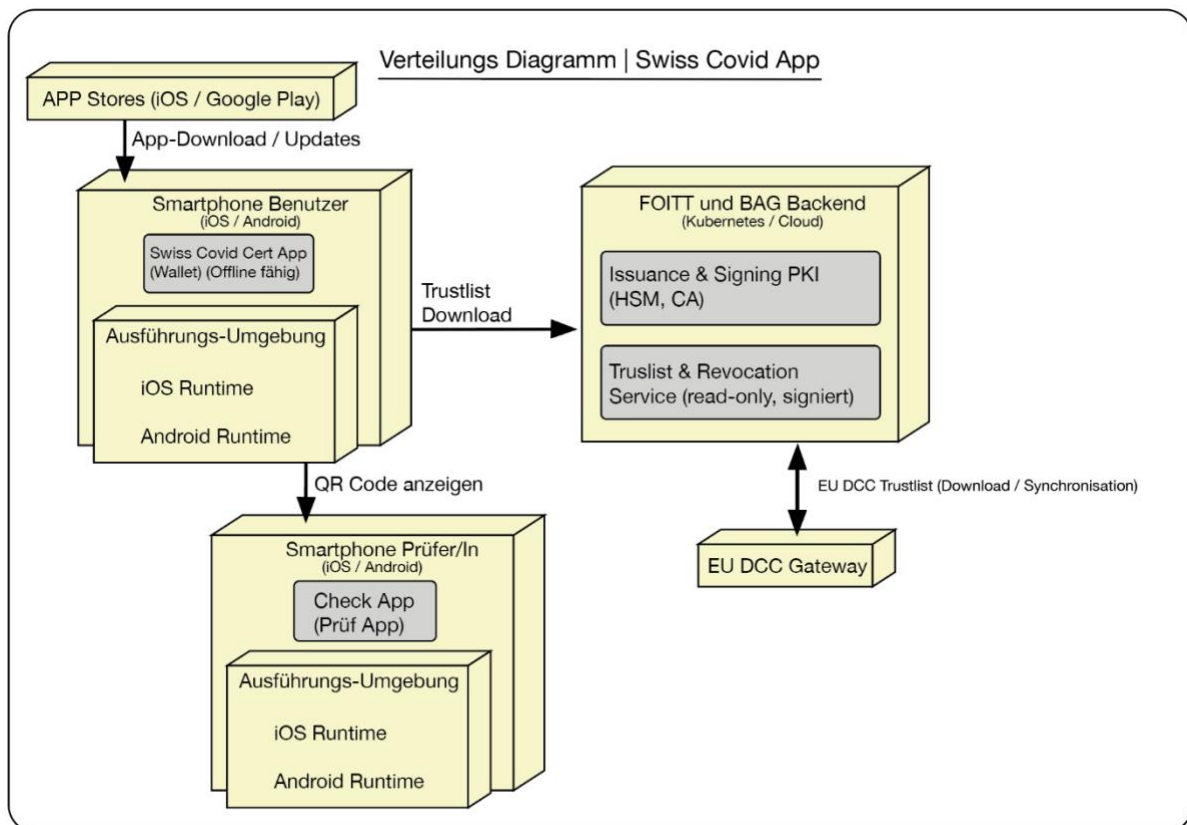 Verteilungs Diagramm | Swiss Covid App
APP Stores (iOS / Google Play)
App-Download / Updates
Smartphone Benutzer
(iOS / Android)
Swiss Covid Cert App
(Wallet) (Offline fähig)
Ausführungs-Umgebung
iOS Runtime
Android Runtime
Trustlist
Download
FOITT und BAG Backend
(Kubernetes / Cloud)
Issuance & Signing PKI
(HSM, CA)
Truslist & Revocation
Service (read-only, signiert)
EU DCC Trustlist (Download / Synchronisation)
EU DCC Gateway
QR Code anzeigen
Smartphone Prüfer/In
(iOS / Android)
Check App
(Prüf App)
Ausführungs-Umgebung
iOS Runtime
Android Runtime